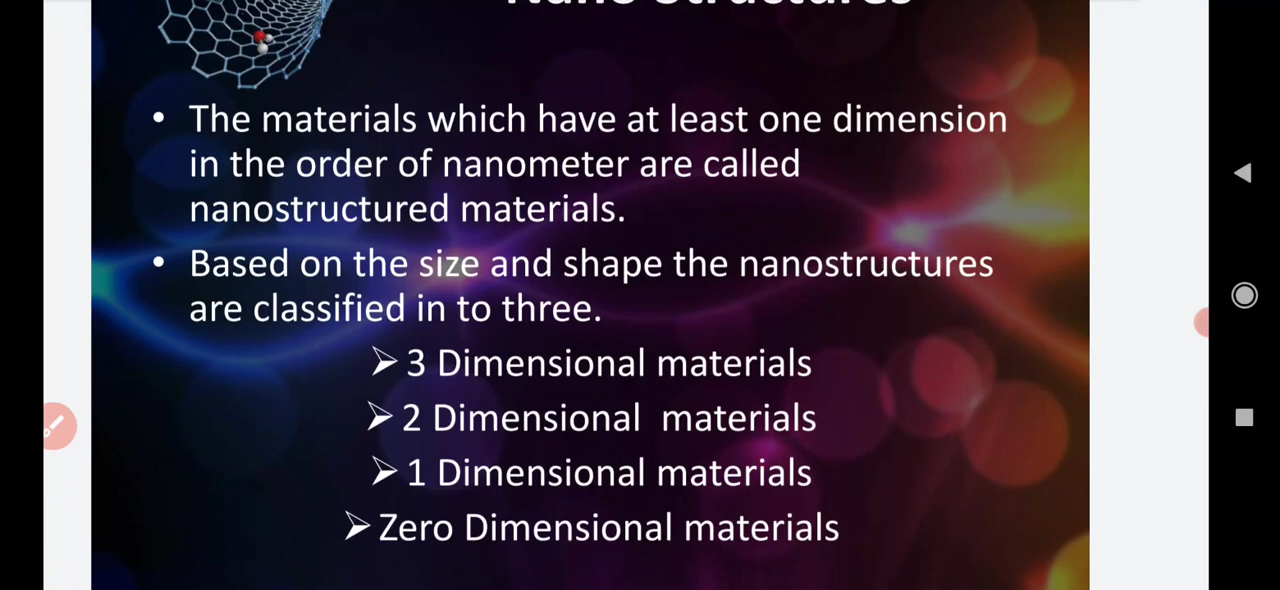 Nano Structures
• The materials which have at least one dimension
in the order of nanometer are called
nanostructured materials.
• Based on the size and shape the nanostructures
are classified in to three.
➢ 3 Dimensional materials
➢ 2 Dimensional materials
➢ 1 Dimensional materials
➢ Zero Dimensional materials